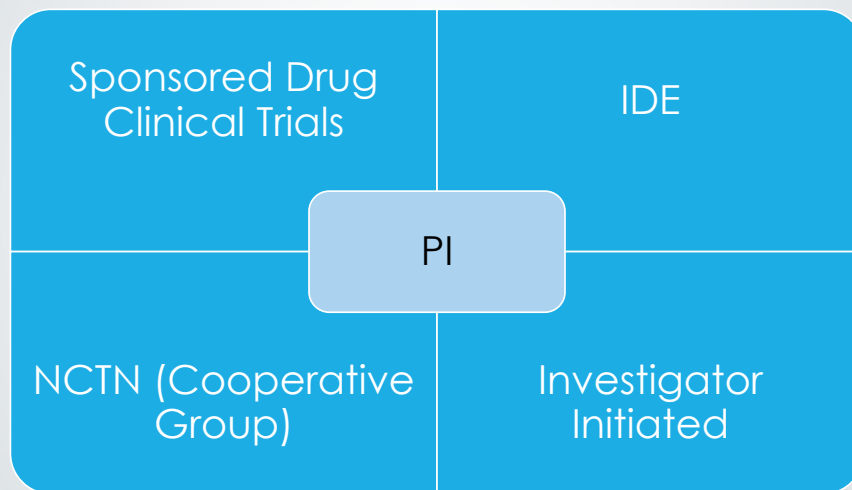 Sponsored Drug
Clinical Trials
IDE
PI
NCTN (Cooperative
Group)
Investigator
Initiated